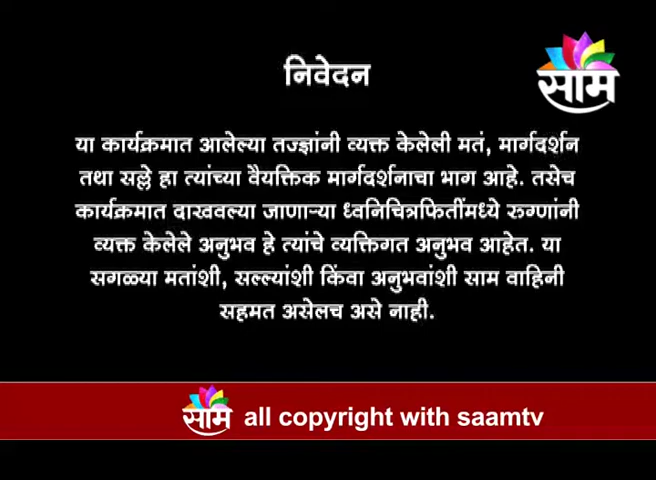 निवेदन
साम
या कार्यक्रमात आलेल्या तज्ज्ञांनी व्यक्त केलेली मतं, मार्गदर्शन
तथा सल्ले हा त्यांच्या वैयक्तिक मार्गदर्शनाचा भाग आहे. तसेच
कार्यक्रमात दाखवल्या जाणाऱ्या ध्वनिचित्रफितींमध्ये रुग्णांनी
व्यक्त केलेले अनुभव हे त्यांचे व्यक्तिगत अनुभव आहेत. या
सगळ्या मतांशी, सल्ल्यांशी किंवा अनुभवांशी साम वाहिनी
सहमत असेलच असे नाही.
साम all copyright with saamtv